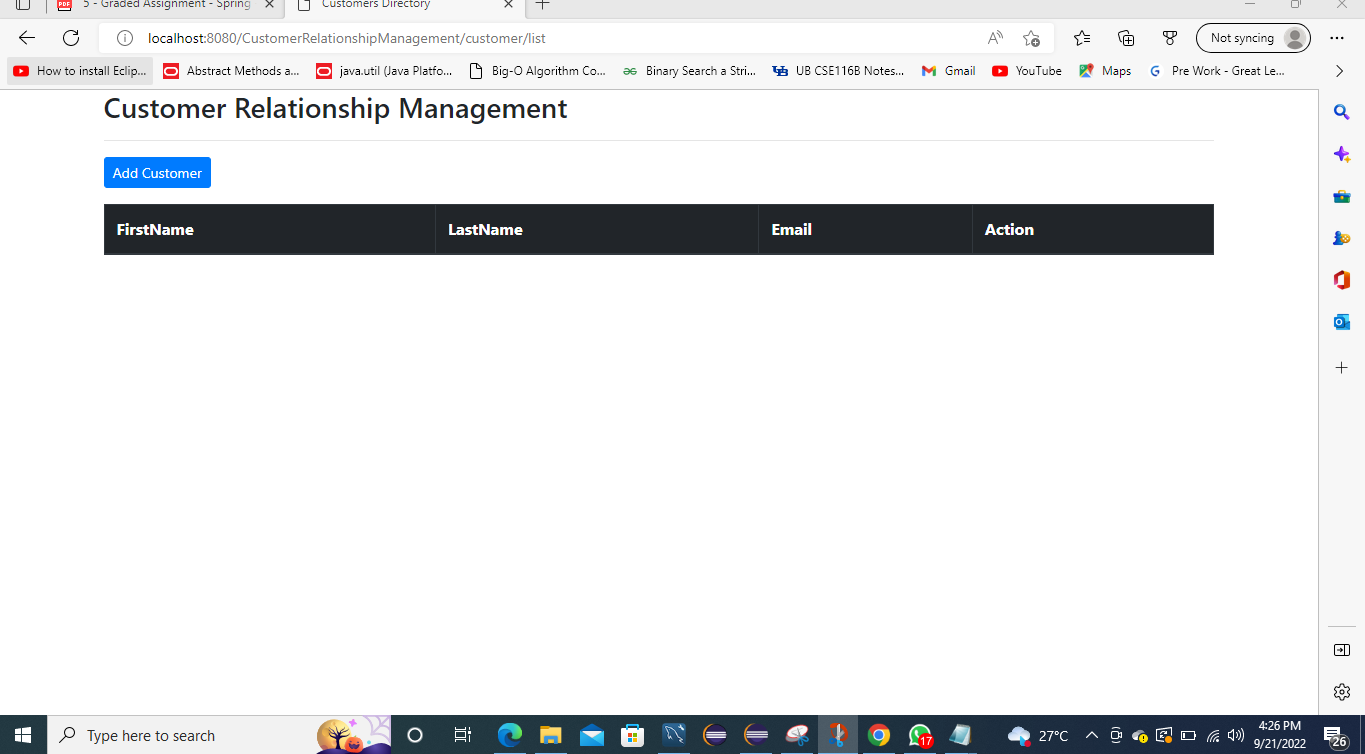 5 - Graded Assignment - Spring
Customers Directory
localhost:8080/CustomerRelationshipManagement/customer/list
Not syncing
How to install Eclip...
Abstract Methods a...
java.util (Java Platfo...
Big-O Algorithm Co...
Binary Search a Stri...
UB CSE116B Notes...
Gmail
YouTube
Maps
Pre Work - Great Le...
Customer Relationship Management
Add Customer
FirstName LastName Email Action
Type here to search
17
27°C
4:26 PM
9/21/2022
26